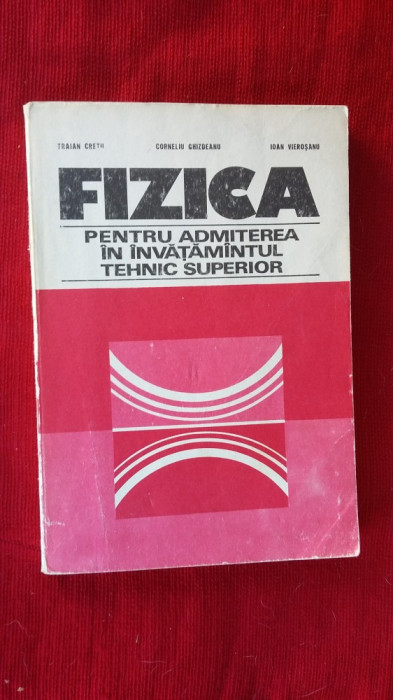 TRAIAN CREȚU CORNELIU GHIZDEANU IOAN VIEROȘANU
FIZICA
PENTRU ADMITEREA
ÎN ÎNVĂȚĂMÎNTUL
TEHNIC SUPERIOR